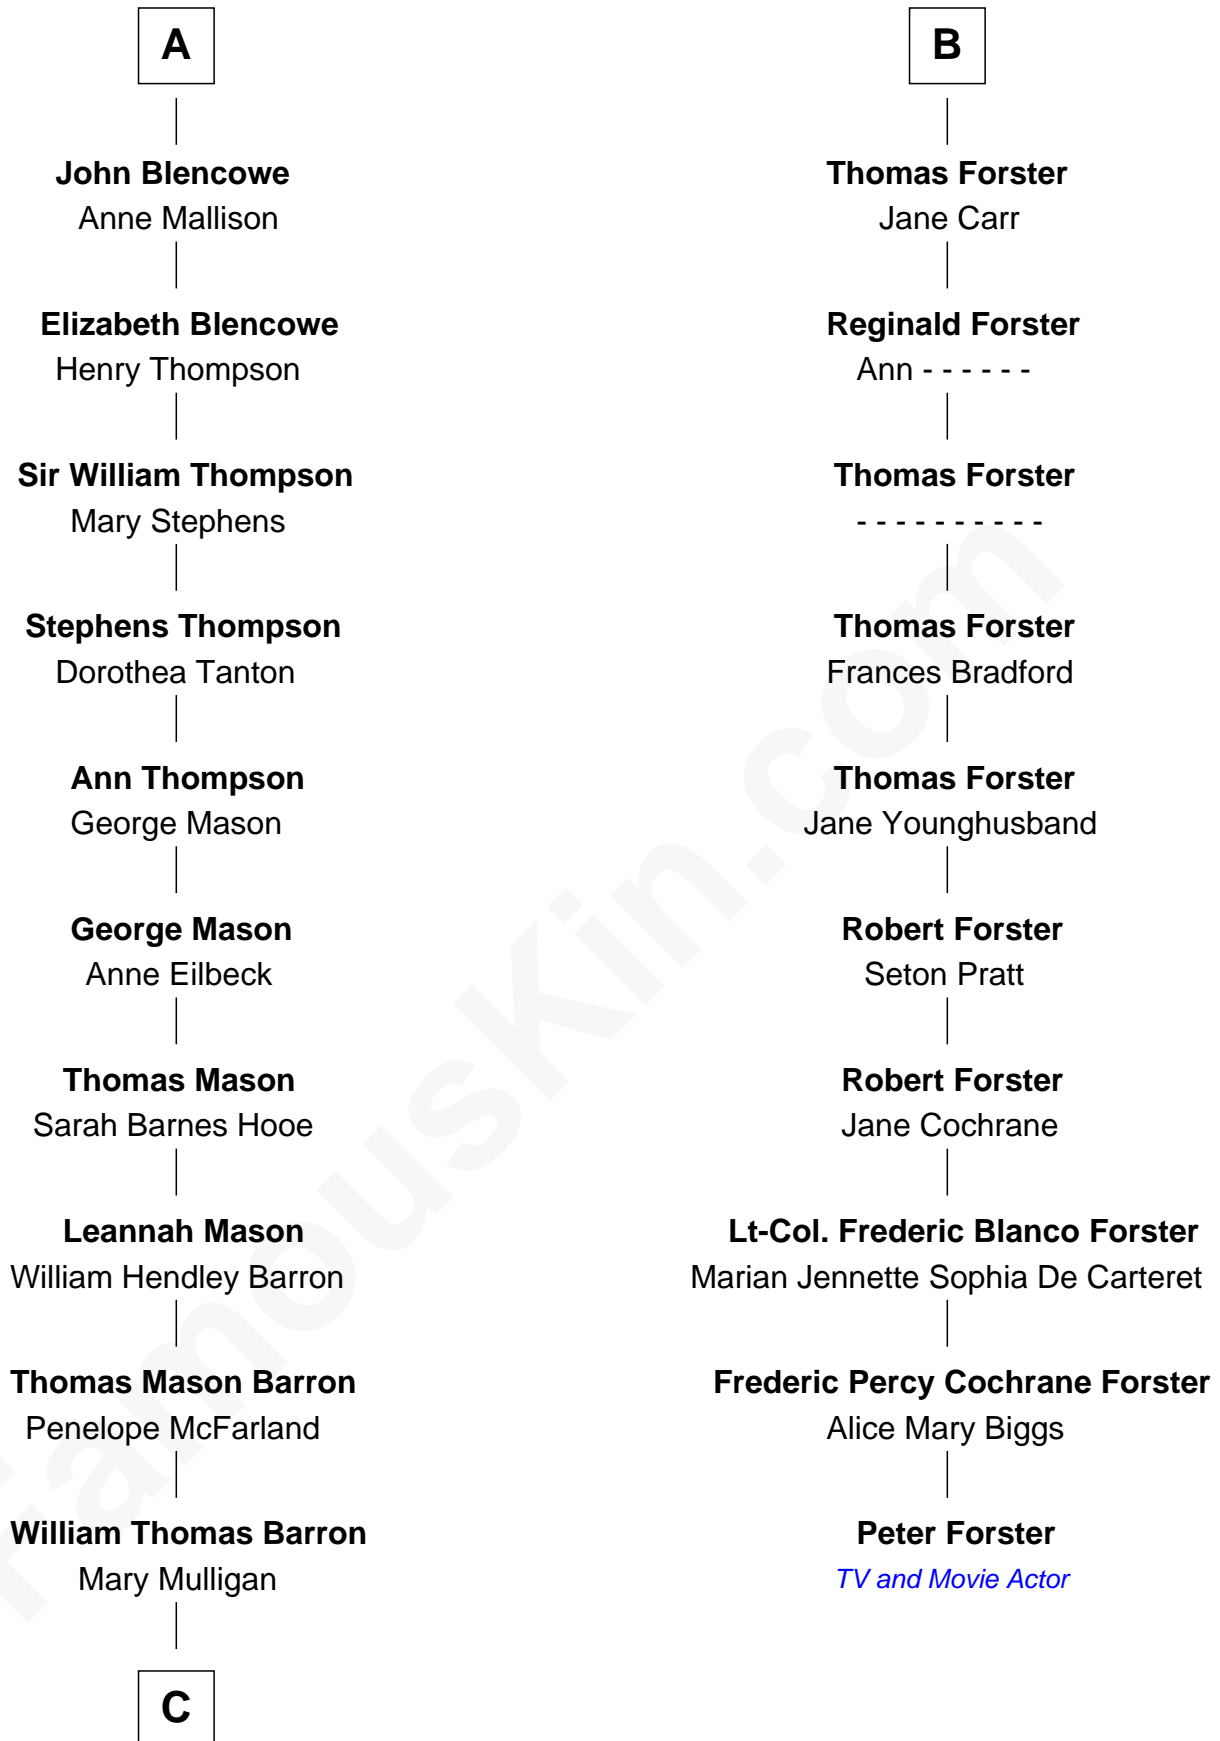 A
John Blencowe
Anne Mallison
Elizabeth Blencowe
Henry Thompson
Sir William Thompson
Mary Stephens
Stephens Thompson
Dorothea Tanton
Ann Thompson
George Mason
George Mason
Anne Eilbeck
Thomas Mason
Sarah Barnes Hooe
Leannah Mason
William Hendley Barron
Thomas Mason Barron
Penelope McFarland
William Thomas Barron
Mary Mulligan
C
B
Thomas Forster
Jane Carr
Reginald Forster
Ann - - - - - -
Thomas Forster
- - - - - - - - - -
Thomas Forster
Frances Bradford
Thomas Forster
Jane Younghusband
Robert Forster
Seton Pratt
Robert Forster
Jane Cochrane
Lt-Col. Frederic Blanco Forster
Marian Jennette Sophia De Carteret
Frederic Percy Cochrane Forster
Alice Mary Biggs
Peter Forster
TV and Movie Actor
FamousKin.com